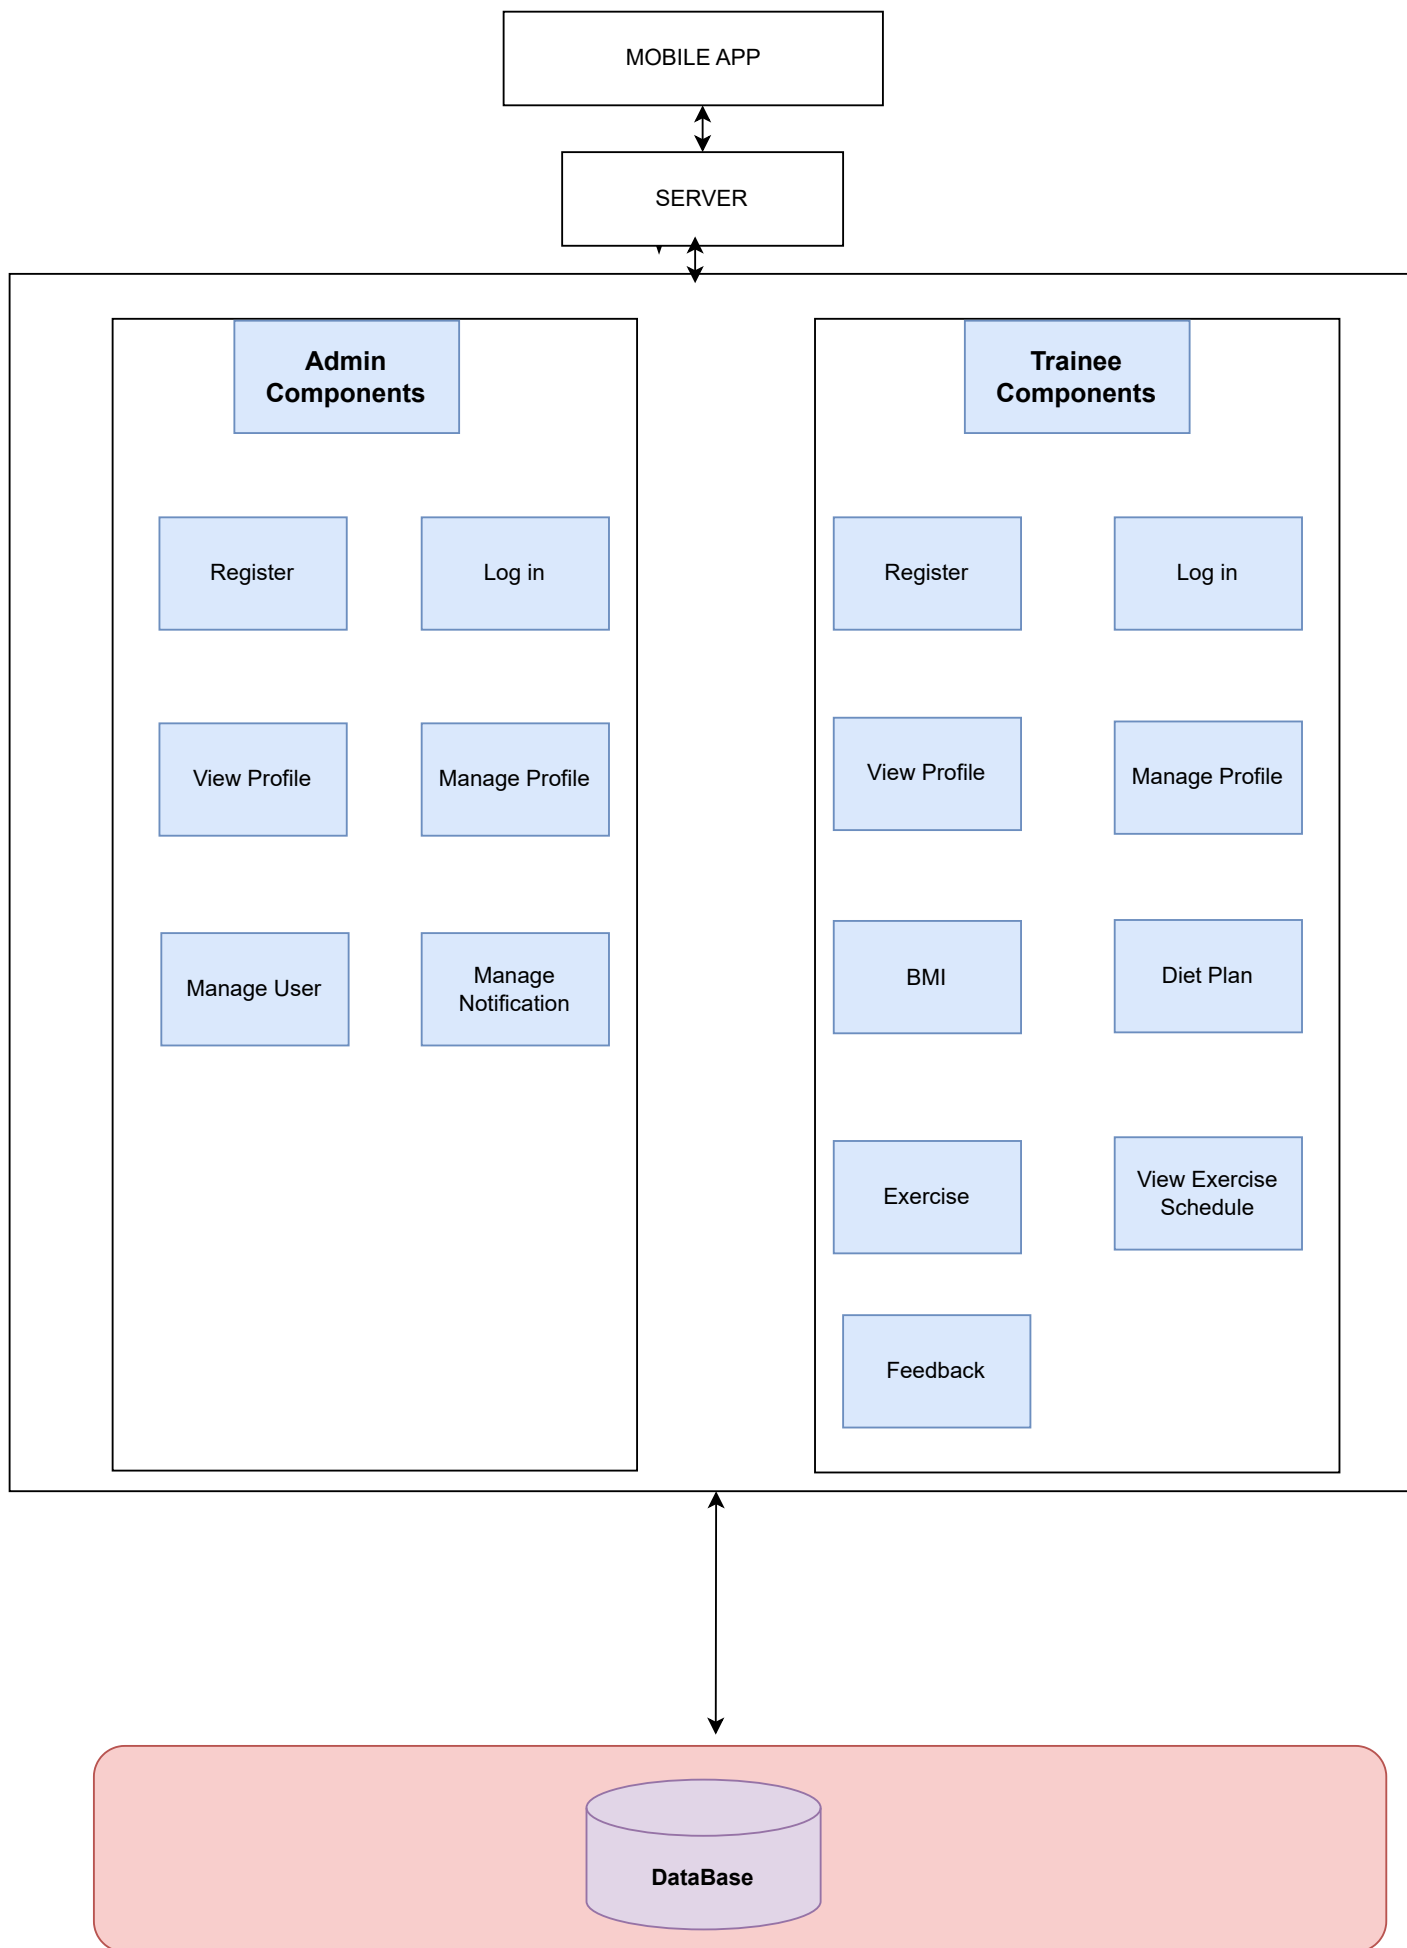 MOBILE APP
SERVER
Admin
Components
Register
Log in
View Profile
Manage Profile
Manage User
Manage
Notification
Trainee
Components
Register
Log in
View Profile
Manage Profile
BMI
Diet Plan
Exercise
View Exercise
Schedule
Feedback
DataBase